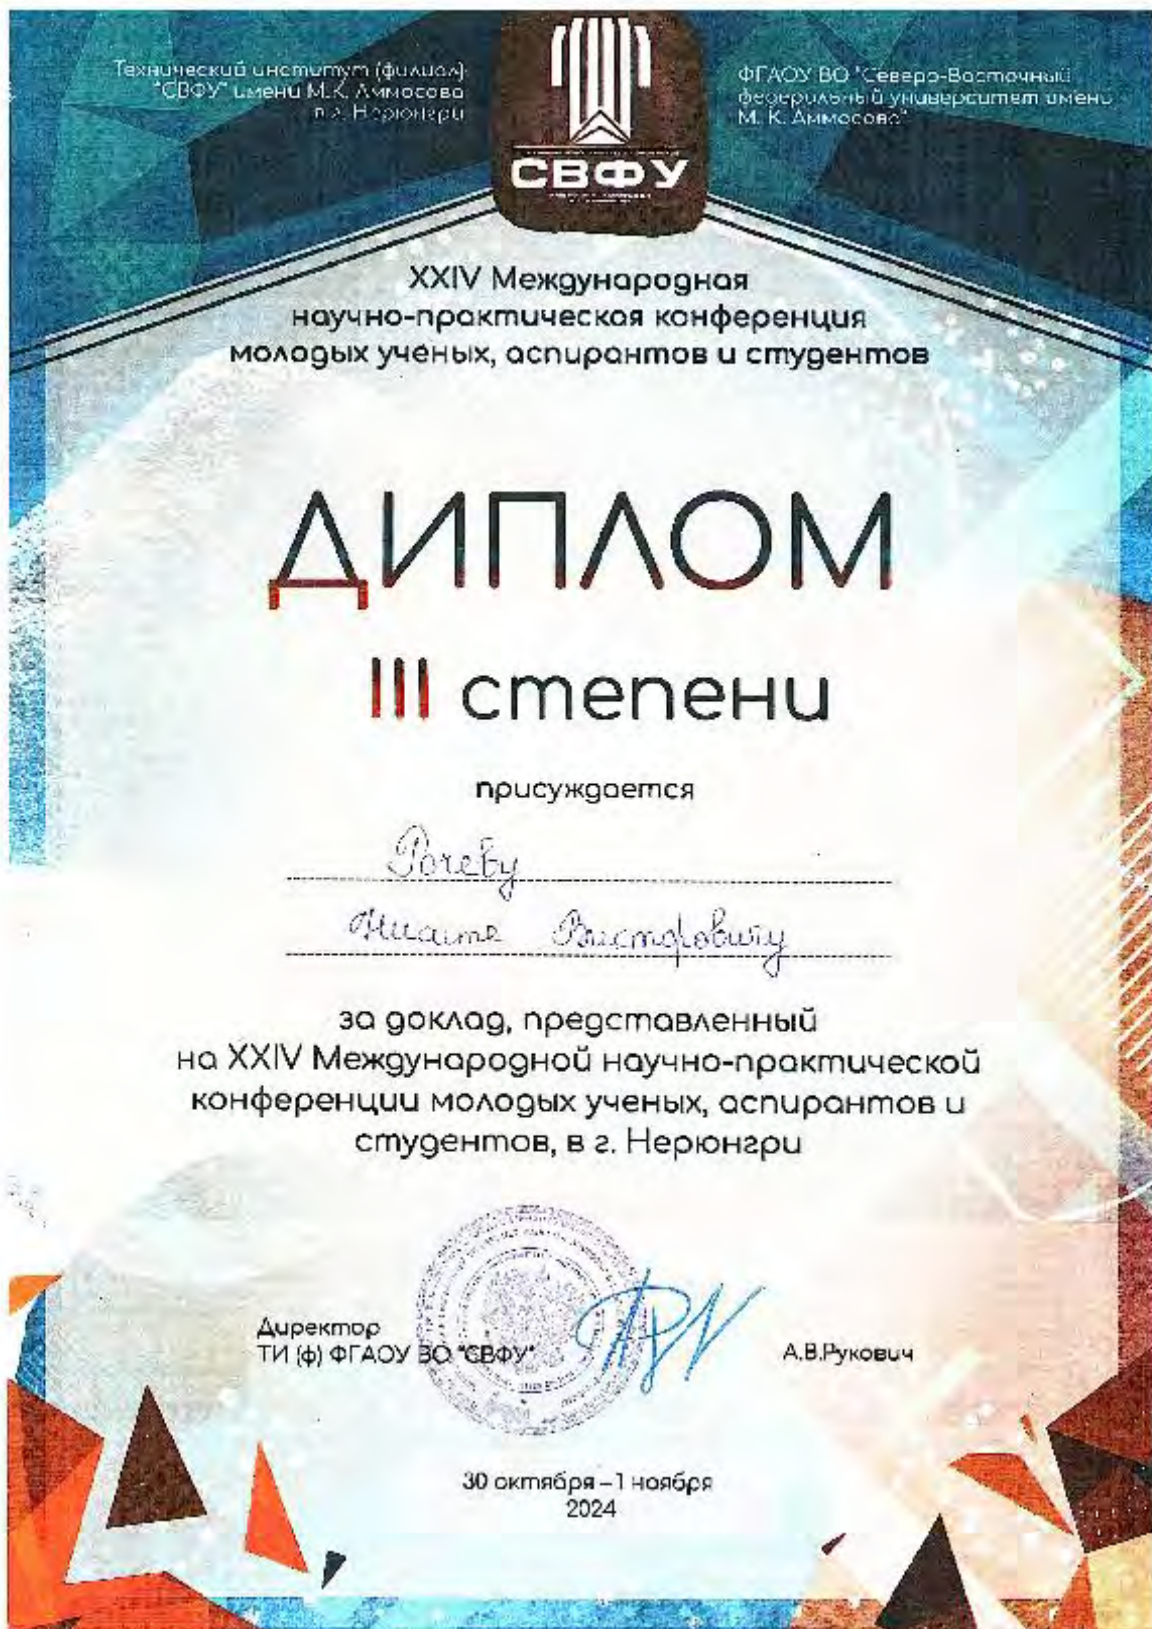 Технический институт (филиал)
"СВФУ" имени М.К. Аммосова
в г. Нерюнгри
ФГАОУ ВО "Северо-Восточный
федеральный университет имени
М. К. Аммосова"
СВФУ
XXIV Международная
научно-практическая конференция
молодых ученых, аспирантов и студентов
ДИПЛОМ
III степени
присуждается
Рочеву
Никите Викторовичу
за доклад, представленный
на XXIV Международной научно-практической
конференции молодых ученых, аспирантов и
студентов, в г. Нерюнгри
Директор
ТИ (ф) ФГАОУ ВО "СВФУ"
А.В.Рукович
30 октября – 1 ноября
2024